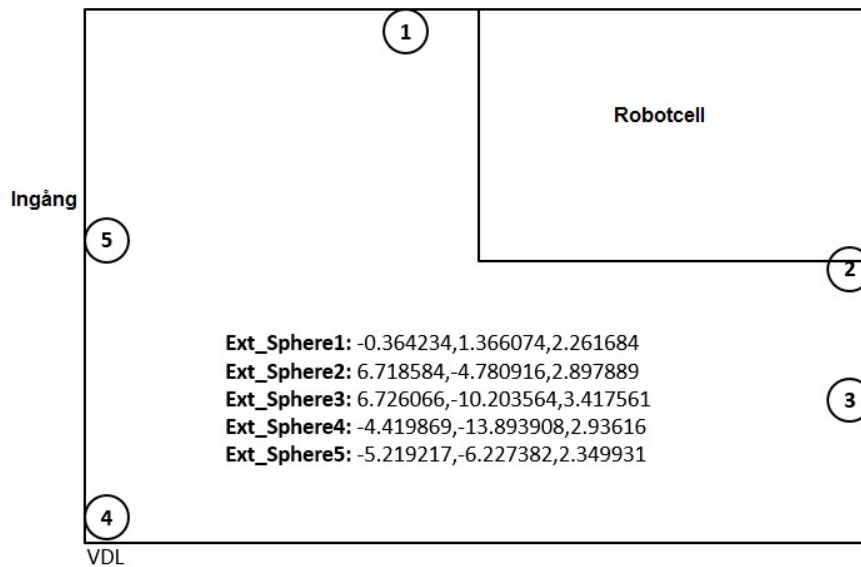 1
Robotcell
Ingång
5
2
Ext_Sphere1: -0.364234,1.366074,2.261684
Ext_Sphere2: 6.718584,-4.780916,2.897889
Ext_Sphere3: 6.726066,-10.203564,3.417561
3
Ext_Sphere4: -4.419869,-13.893908,2.93616
Ext_Sphere5: -5.219217,-6.227382,2.349931
4
VDL